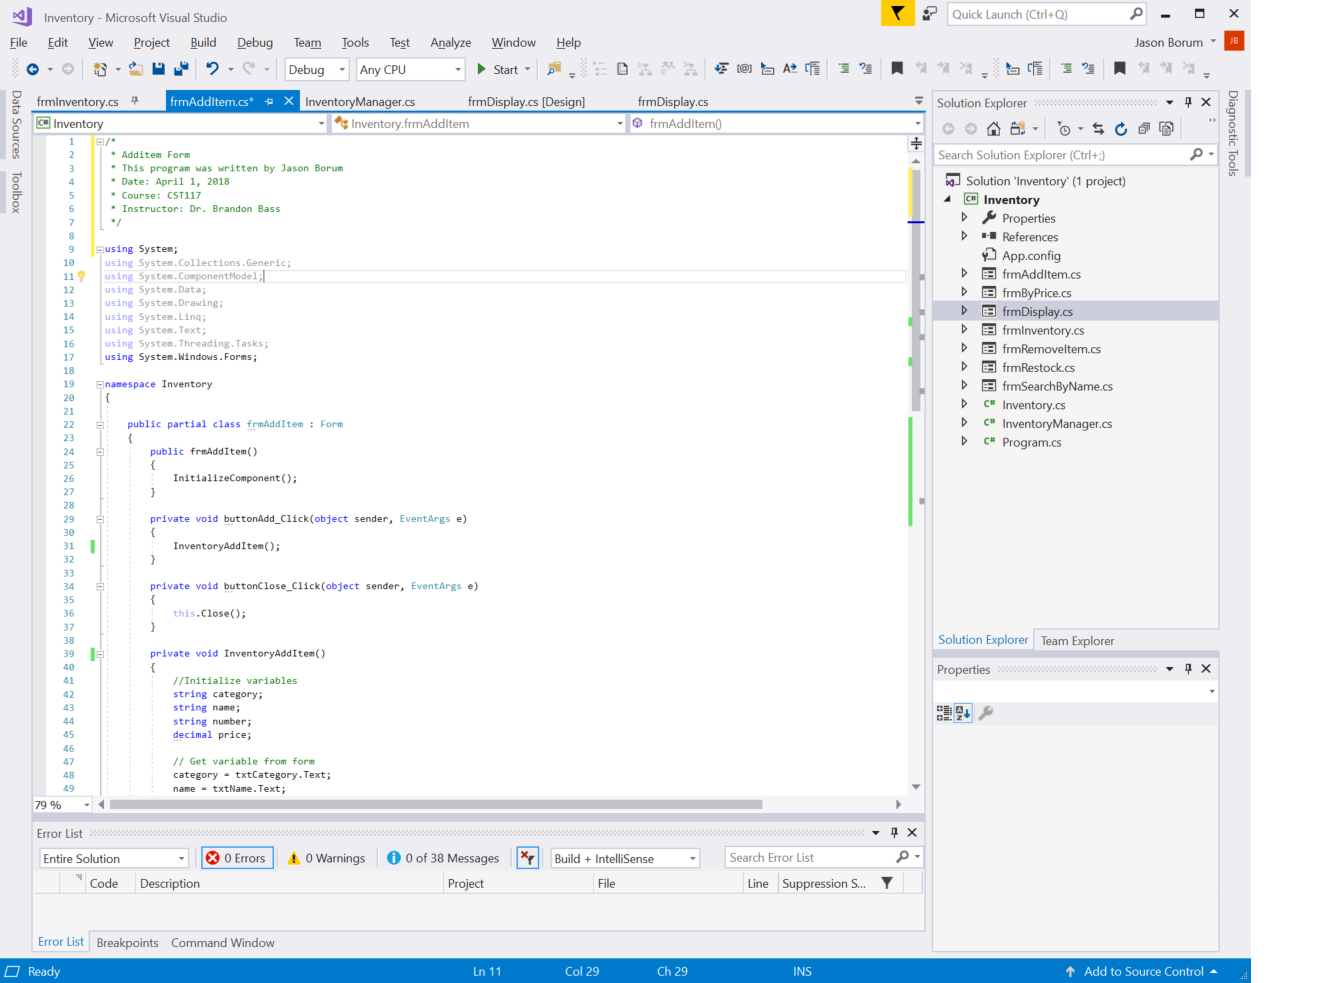 Inventory - Microsoft Visual Studio
Quick Launch (Ctrl+Q)
File Edit View Project Build Debug Team Tools Test Analyze Window Help
Jason Borum JB
Debug Any CPU Start
Data Sources
Toolbox
frmInventory.cs frmAddItem.cs* InventoryManager.cs frmDisplay.cs [Design] frmDisplay.cs
Inventory Inventory.frmAddItem frmAddItem()
1 /*
2 * Additem Form
3 * This program was written by Jason Borum
4 * Date: April 1, 2018
5 * Course: CST117
6 * Instructor: Dr. Brandon Bass
7 */
8
9 using System;
10 using System.Collections.Generic;
11 using System.ComponentModel;
12 using System.Data;
13 using System.Drawing;
14 using System.Linq;
15 using System.Text;
16 using System.Threading.Tasks;
17 using System.Windows.Forms;
18
19 namespace Inventory
20 {
21
22 public partial class frmAddItem : Form
23 {
24 public frmAddItem()
25 {
26 InitializeComponent();
27 }
28
29 private void buttonAdd_Click(object sender, EventArgs e)
30 {
31 InventoryAddItem();
32 }
33
34 private void buttonClose_Click(object sender, EventArgs e)
35 {
36 this.Close();
37 }
38
39 private void InventoryAddItem()
40 {
41 //Initialize variables
42 string category;
43 string name;
44 string number;
45 decimal price;
46
47 // Get variable from form
48 category = txtCategory.Text;
49 name = txtName.Text;
79 %
Error List
Entire Solution 0 Errors 0 Warnings 0 of 38 Messages Build + IntelliSense Search Error List
Code Description Project File Line Suppression S...
Error List Breakpoints Command Window
Solution Explorer
Search Solution Explorer (Ctrl+;)
Solution 'Inventory' (1 project)
C# Inventory
Properties
References
App.config
frmAddItem.cs
frmByPrice.cs
frmDisplay.cs
frmInventory.cs
frmRemoveItem.cs
frmRestock.cs
frmSearchByName.cs
C# Inventory.cs
C# InventoryManager.cs
C# Program.cs
Solution Explorer Team Explorer
Properties
Diagnostic Tools
Ready Ln 11 Col 29 Ch 29 INS Add to Source Control